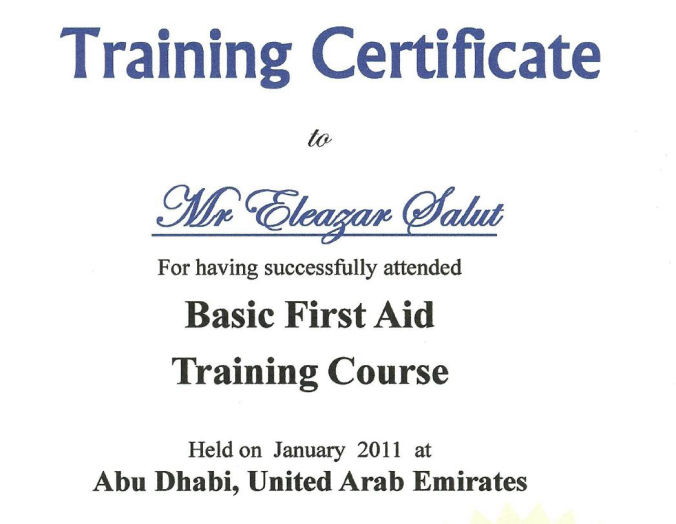 Training Certificate
to
Mr Eleazar Salut
For having successfully attended
Basic First Aid
Training Course
Held on January 2011 at
Abu Dhabi, United Arab Emirates